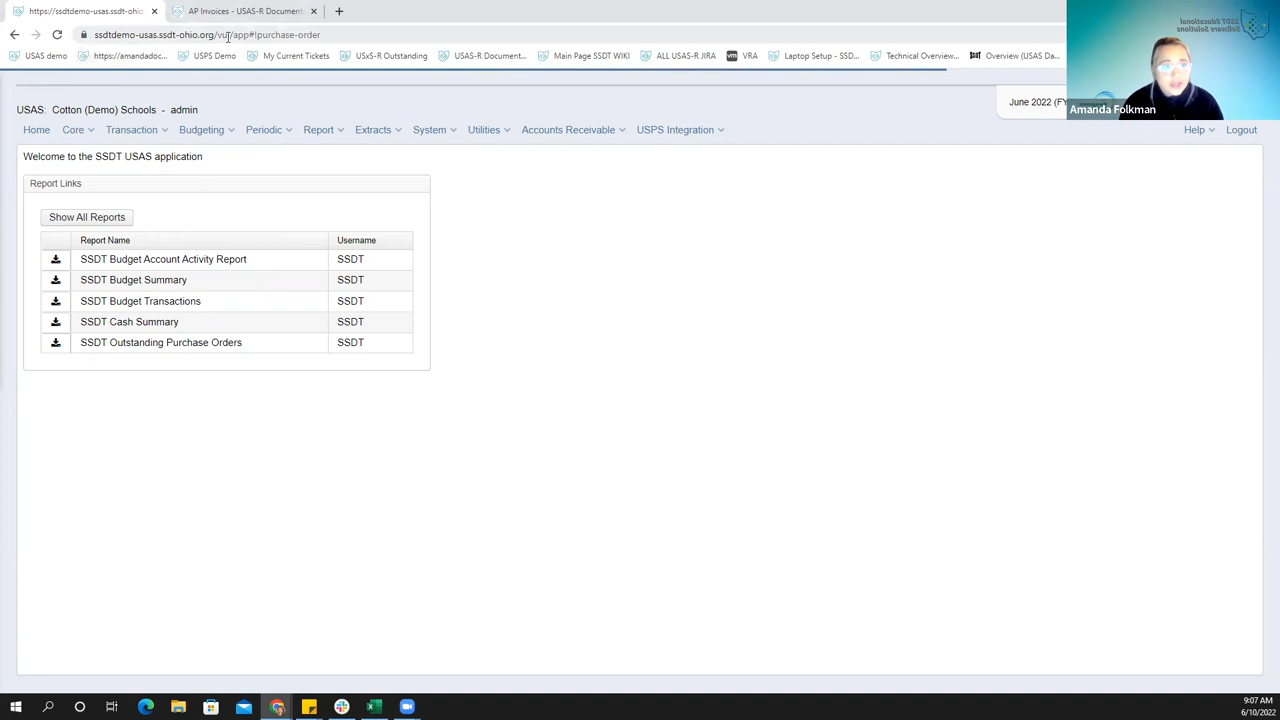 https://ssdtdemo-usas.ssdt-ohio
AP Invoices - USAS-R Document
ssdtdemo-usas.ssdt-ohio.org/vui/app#!purchase-order
USAS demo
https://amandadoc...
USPS Demo
My Current Tickets
USxS-R Outstanding
USAS-R Document...
Main Page SSDT WIKI
ALL USAS-R JIRA
vm
VRA
Laptop Setup - SSD...
Technical Overview...
Overview (USAS Da...
SSDT Educational
Software Solutions
Amanda Folkman
June 2022 (FY
USAS: Cotton (Demo) Schools - admin
Home Core Transaction Budgeting Periodic Report Extracts System Utilities Accounts Receivable USPS Integration Help Logout
Welcome to the SSDT USAS application
Report Links
Show All Reports
Report Name Username
SSDT Budget Account Activity Report SSDT
SSDT Budget Summary SSDT
SSDT Budget Transactions SSDT
SSDT Cash Summary SSDT
SSDT Outstanding Purchase Orders SSDT
9:07 AM
6/10/2022